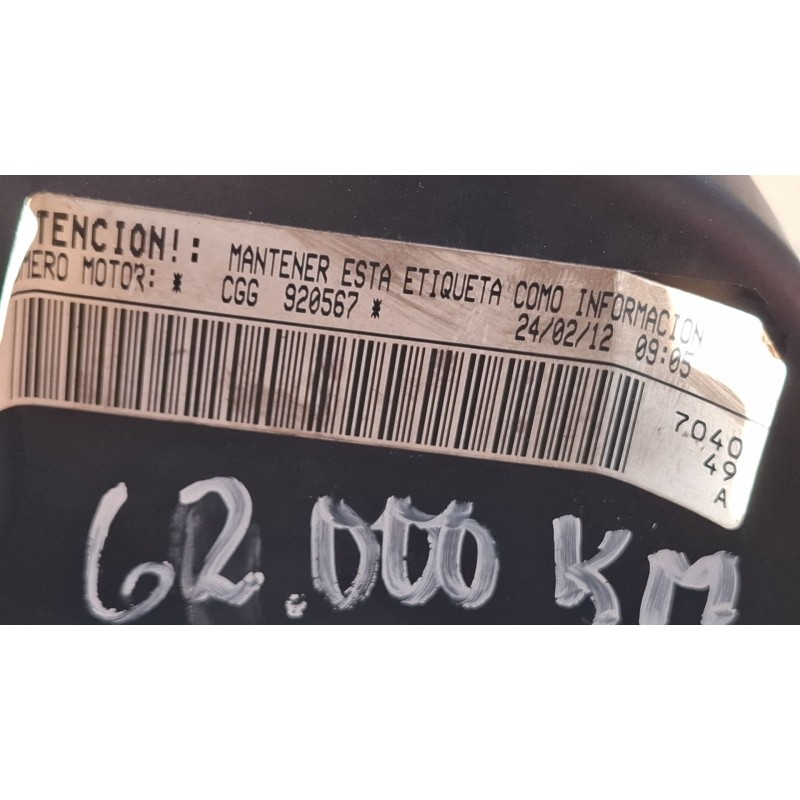 TENCION!: MANTENER ESTA ETIQUETA COMO INFORMACION
MERO MOTOR: * CGG 920567 * 24/02/12 09:05
7040
49
A
62.000 KM